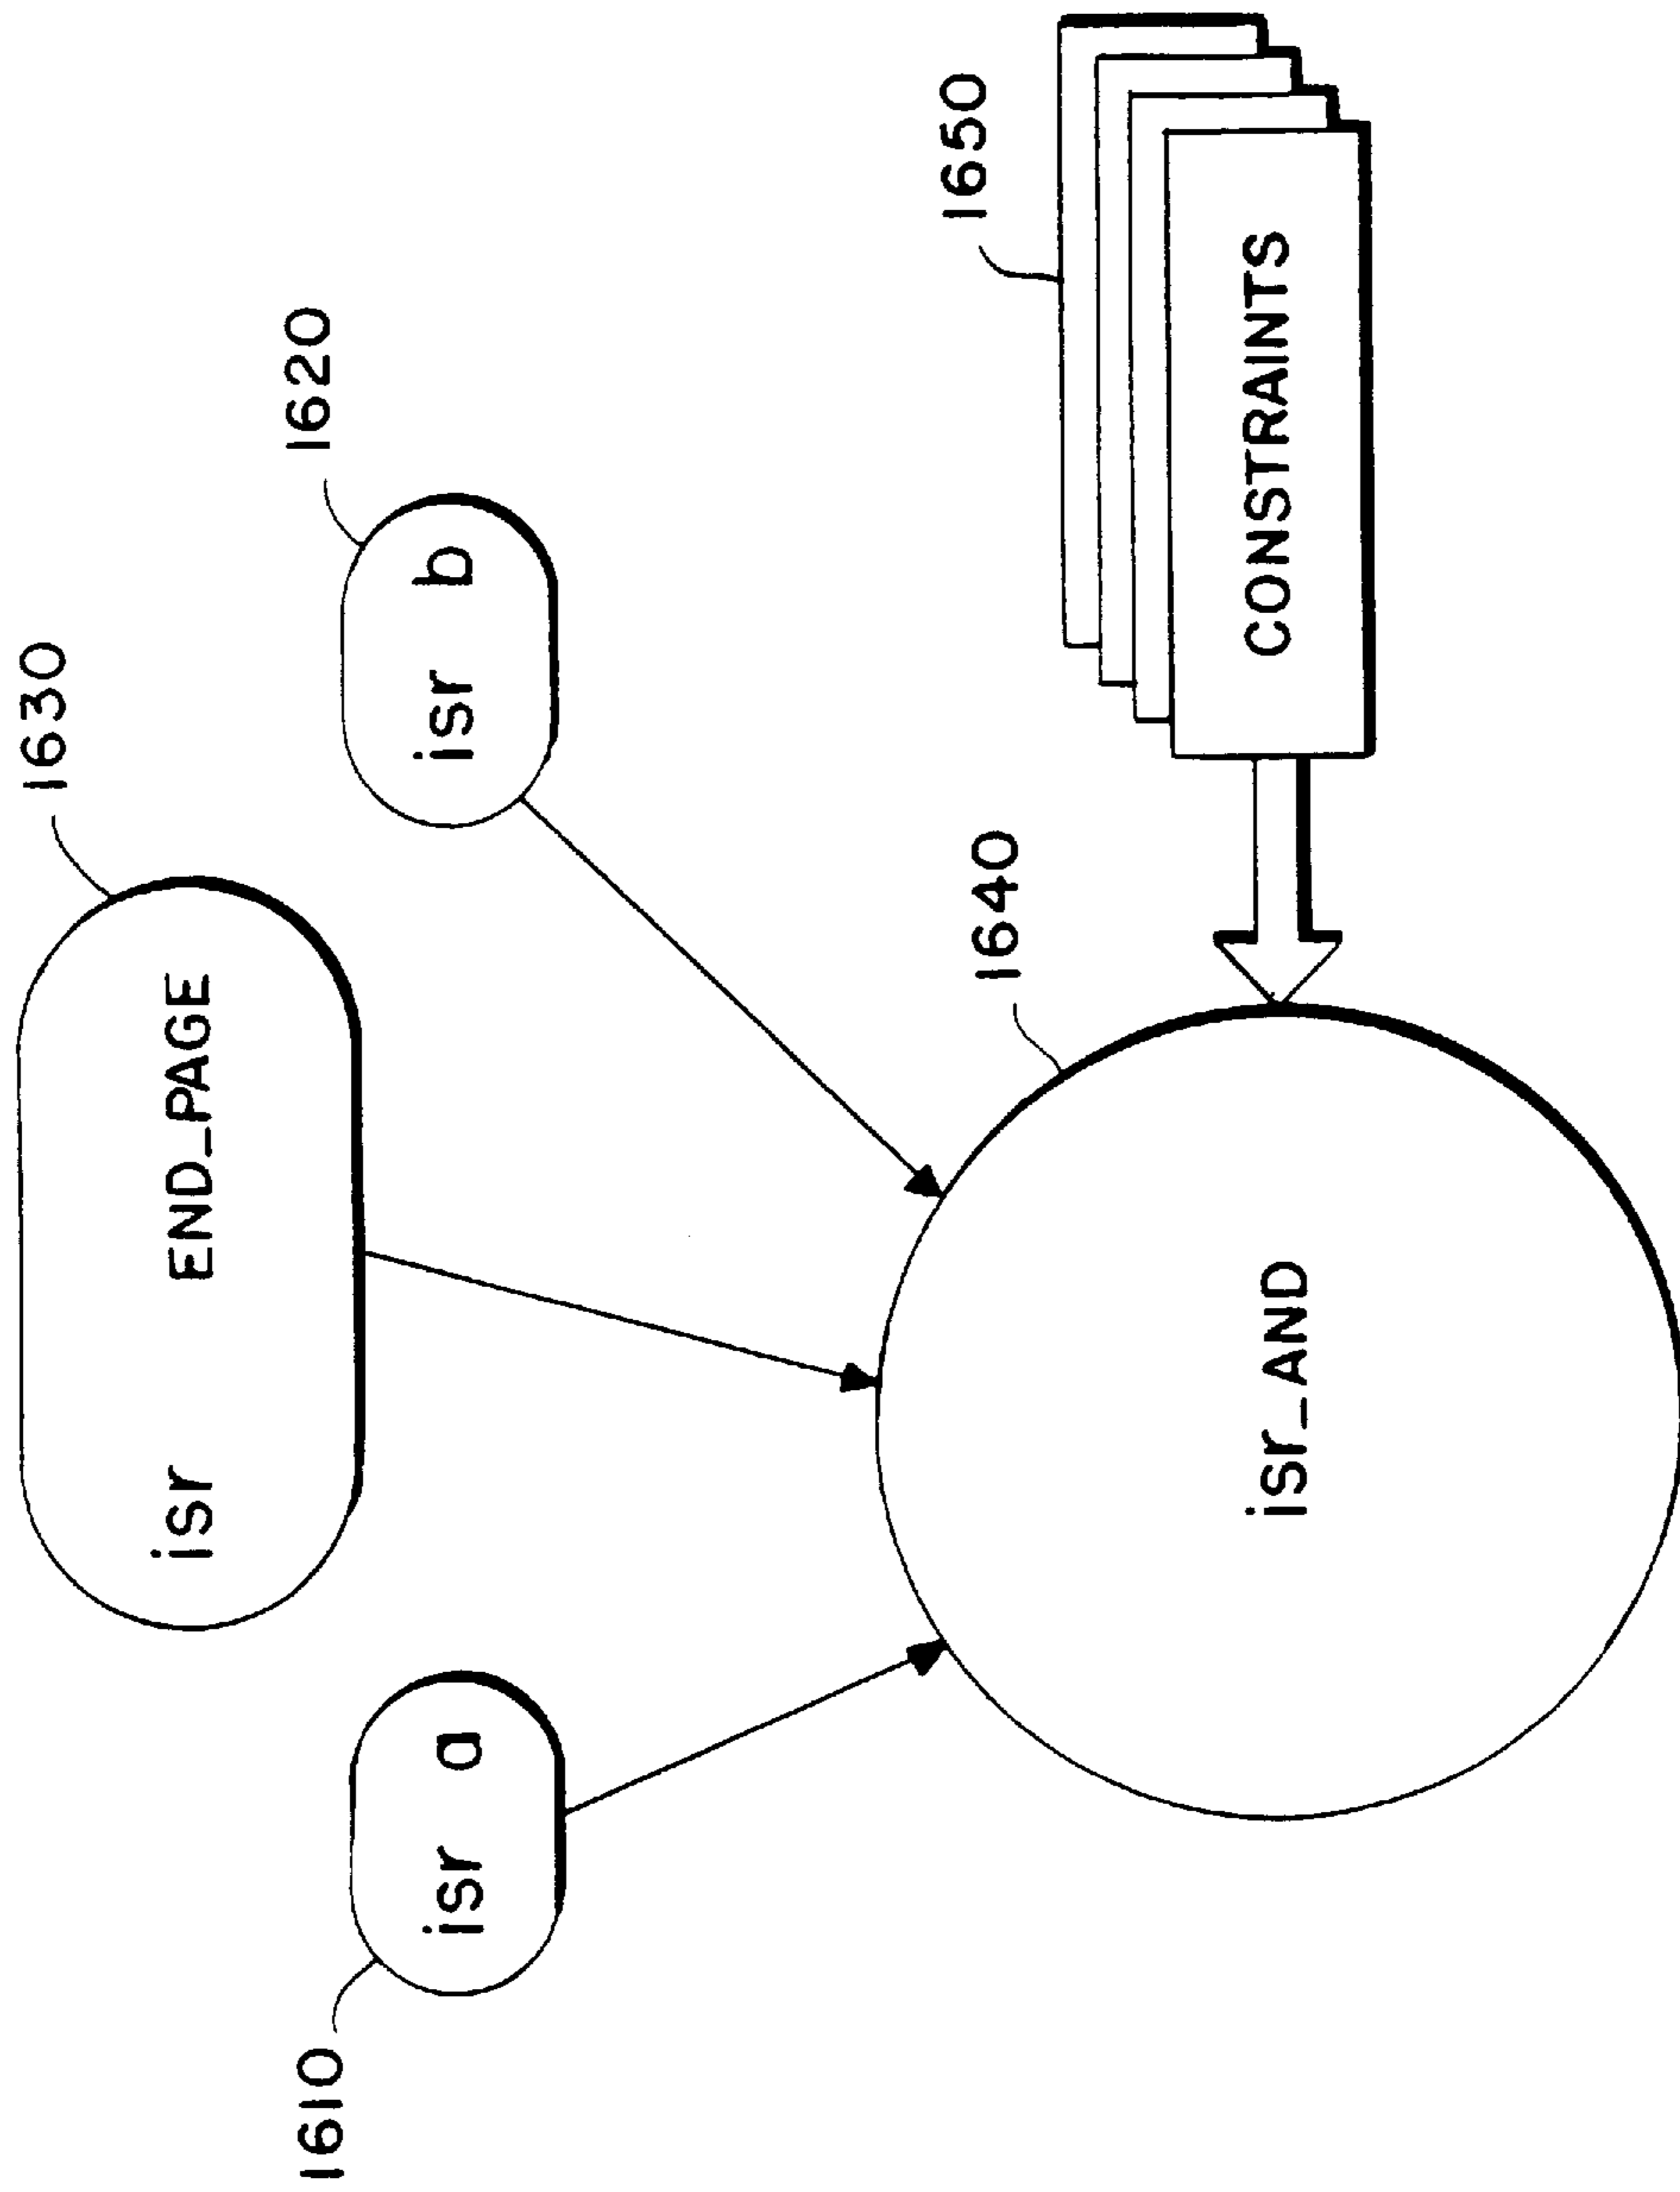 1630
isr END_PAGE
1610
1620
isr a
isr b
1640
1650
isr_AND
CONSTRAINTS